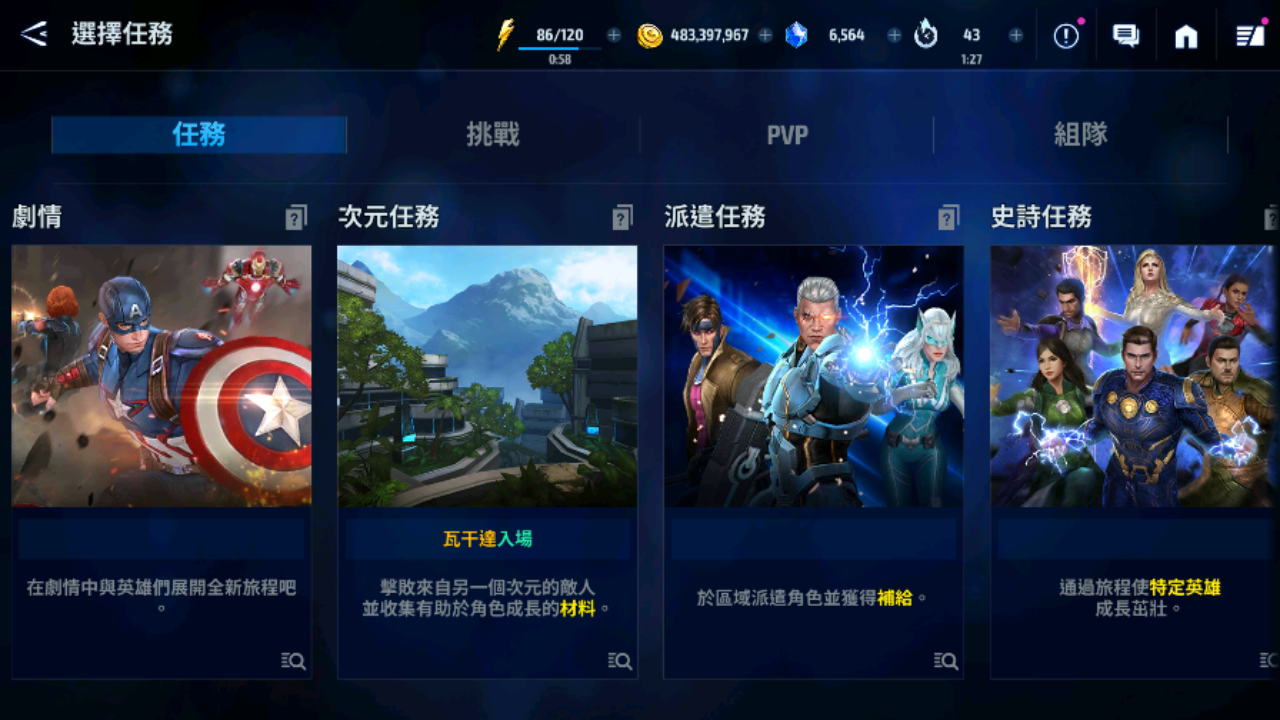 選擇任務
86/120
0:58
483,397,967
6,564
43
1:27
任務
挑戰
PVP
組隊
劇情
在劇情中與英雄們展開全新旅程吧
。
次元任務
瓦干達入場
擊敗來自另一個次元的敵人
並收集有助於角色成長的材料。
派遣任務
於區域派遣角色並獲得補給。
史詩任務
通過旅程使特定英雄
成長茁壯。